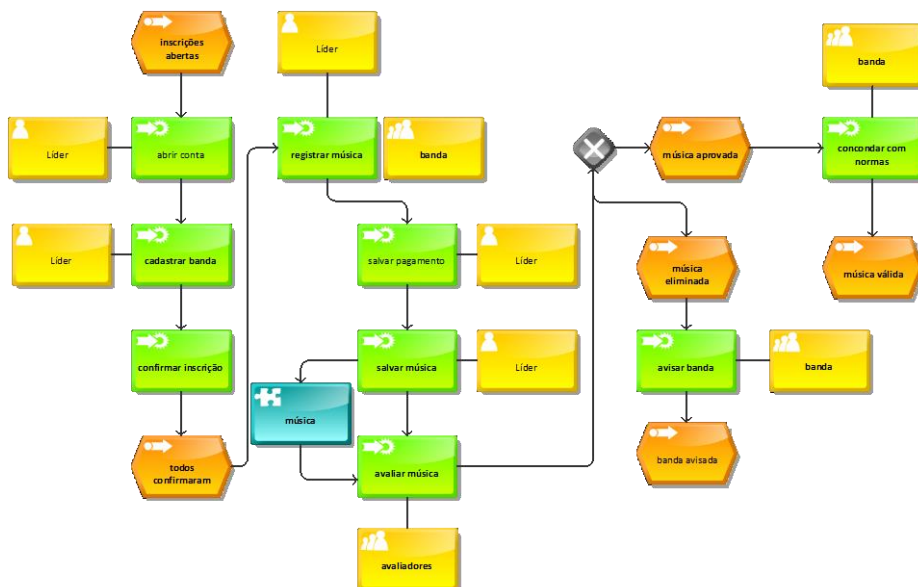 inscrições
abertas
Líder
abrir conta
Líder
cadastrar banda
confirmar inscrição
todos
confirmaram
Líder
registrar música
banda
salvar pagamento
Líder
salvar música
Líder
música
avaliar música
avaliadores
música aprovada
banda
concondar com
normas
música válida
música
eliminada
avisar banda
banda
banda avisada